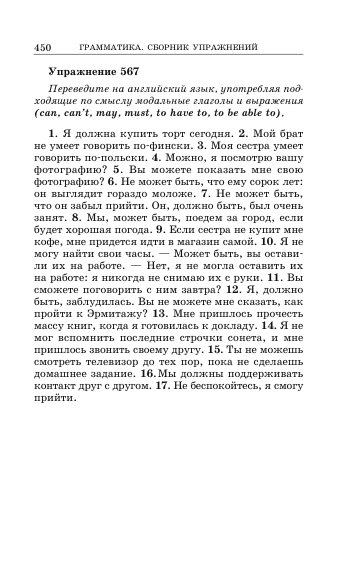 450 ГРАММАТИКА. СБОРНИК УПРАЖНЕНИЙ
Упражнение 567
Переведите на английский язык, употребляя под-
ходящие по смыслу модальные глаголы и выражения
(can, can't, may, must, to have to, to be able to).
1. Я должна купить торт сегодня. 2. Мой брат
не умеет говорить по-фински. 3. Моя сестра умеет
говорить по-польски. 4. Можно, я посмотрю вашу
фотографию? 5. Вы можете показать мне свою
фотографию? 6. Не может быть, что ему сорок лет:
он выглядит гораздо моложе. 7. Не может быть,
что он забыл прийти. Он, должно быть, был очень
занят. 8. Мы, может быть, поедем за город, если
будет хорошая погода. 9. Если сестра не купит мне
кофе, мне придется идти в магазин самой. 10. Я не
могу найти свои часы. — Может быть, вы остави-
ли их на работе. — Нет, я не могла оставить их
на работе: я никогда не снимаю их с руки. 11. Вы
сможете поговорить с ним завтра? 12. Я, должно
быть, заблудилась. Вы не можете мне сказать, как
пройти к Эрмитажу? 13. Мне пришлось прочесть
массу книг, когда я готовилась к докладу. 14. Я не
мог вспомнить последние строчки сонета, и мне
пришлось звонить своему другу. 15. Ты не можешь
смотреть телевизор до тех пор, пока не сделаешь
домашнее задание. 16. Мы должны поддерживать
контакт друг с другом. 17. Не беспокойтесь, я смогу
прийти.